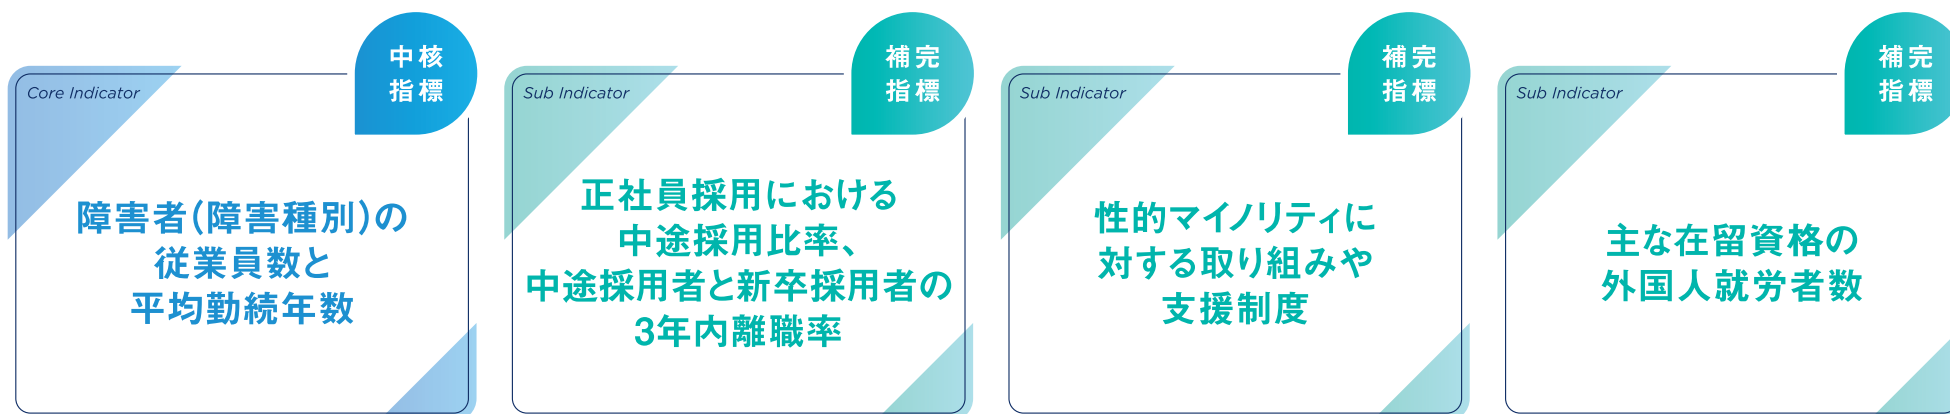 中核
指標
Core Indicator
障害者(障害種別)の
従業員数と
平均勤続年数
補完
指標
Sub Indicator
正社員採用における
中途採用比率、
中途採用者と新卒採用者の
3年内離職率
補完
指標
Sub Indicator
性的マイノリティに
対する取り組みや
支援制度
補完
指標
Sub Indicator
主な在留資格の
外国人就労者数